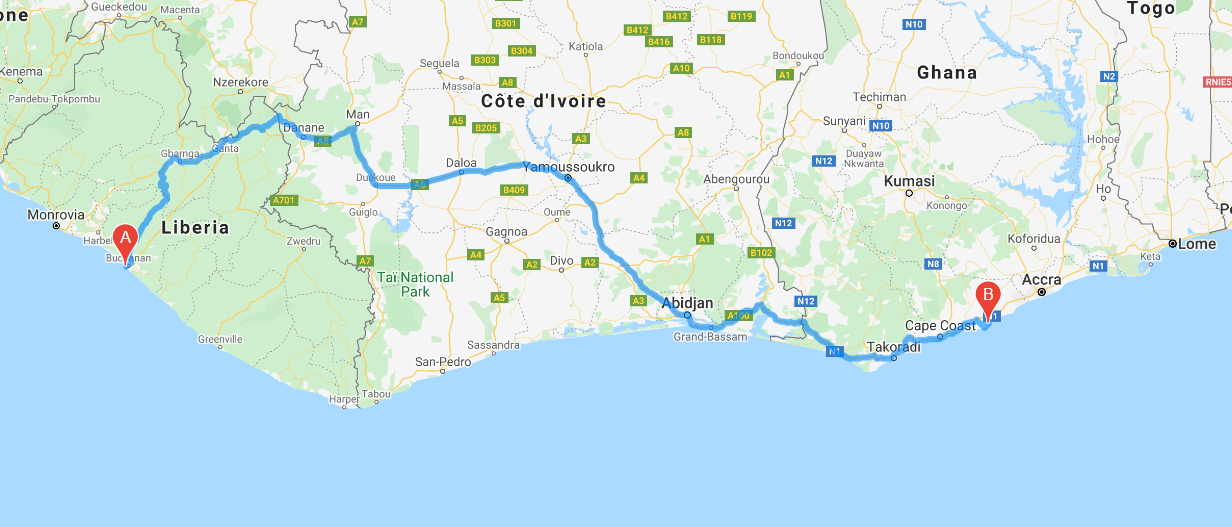 Gueckedou
Macenta
one
Kenema
Pandebu-Tokpombu
Nzerekore
A7
B301
B304
B303
A8
Seguela
Massala
Katiola
B412
B412
B416
B118
B119
A10
A1
Bondoukou
N10
Togo
N2
RNIE5
Ghana
Côte d'Ivoire
Techiman
Sunyani
N10
Man
Danane
A5
B205
A3
A8
Hohoe
Duayaw
Nkwanta
N12
Gbarnga
Ganta
Daloa
Yamoussoukro
Duekoue
A6
B409
A4
Abengourou
Kumasi
Konongo
Ho
A701
Guiglo
Oume
Monrovia
Liberia
A
Buchanan
Zwedru
Gagnoa
A1
N12
Koforidua
Lome
Keta
A7
A4
A2
Divo
A2
B102
N8
N1
Taï National
Park
Accra
A5
A3
Abidjan
N12
B
N1
A100
Grand-Bassam
Cape Coast
Takoradi
N1
Greenville
Sassandra
San-Pedro
Tabou
Harper